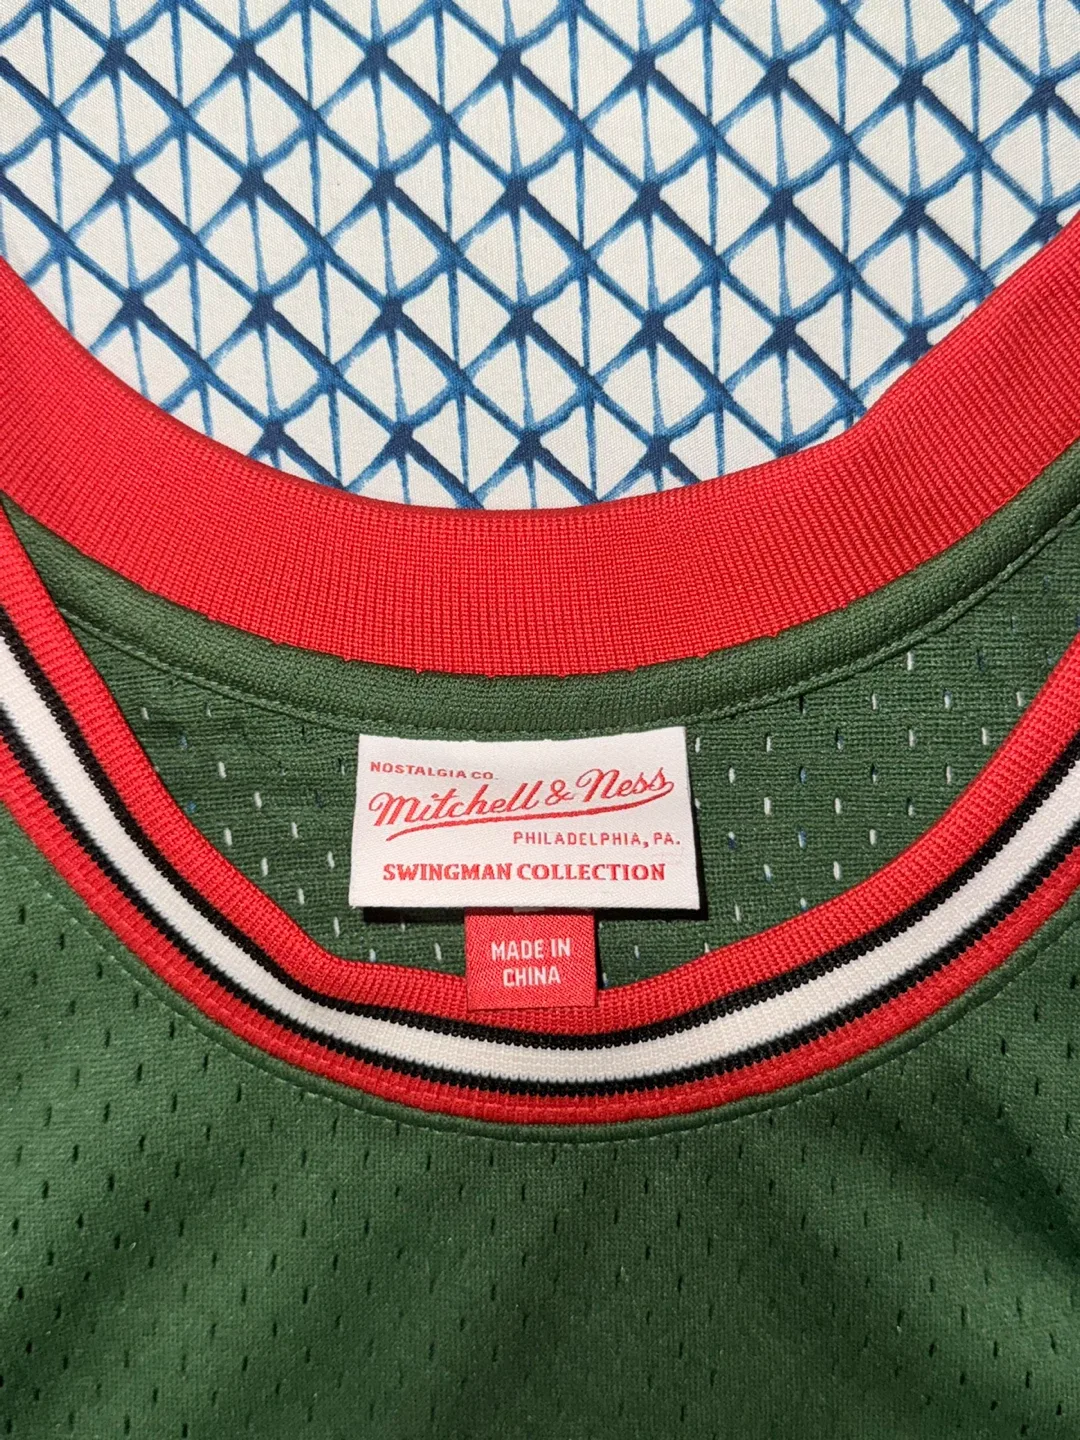 NOSTALGIA CO.
Mitchell & Ness
PHILADELPHIA, PA.
SWINGMAN COLLECTION
MADE IN
CHINA